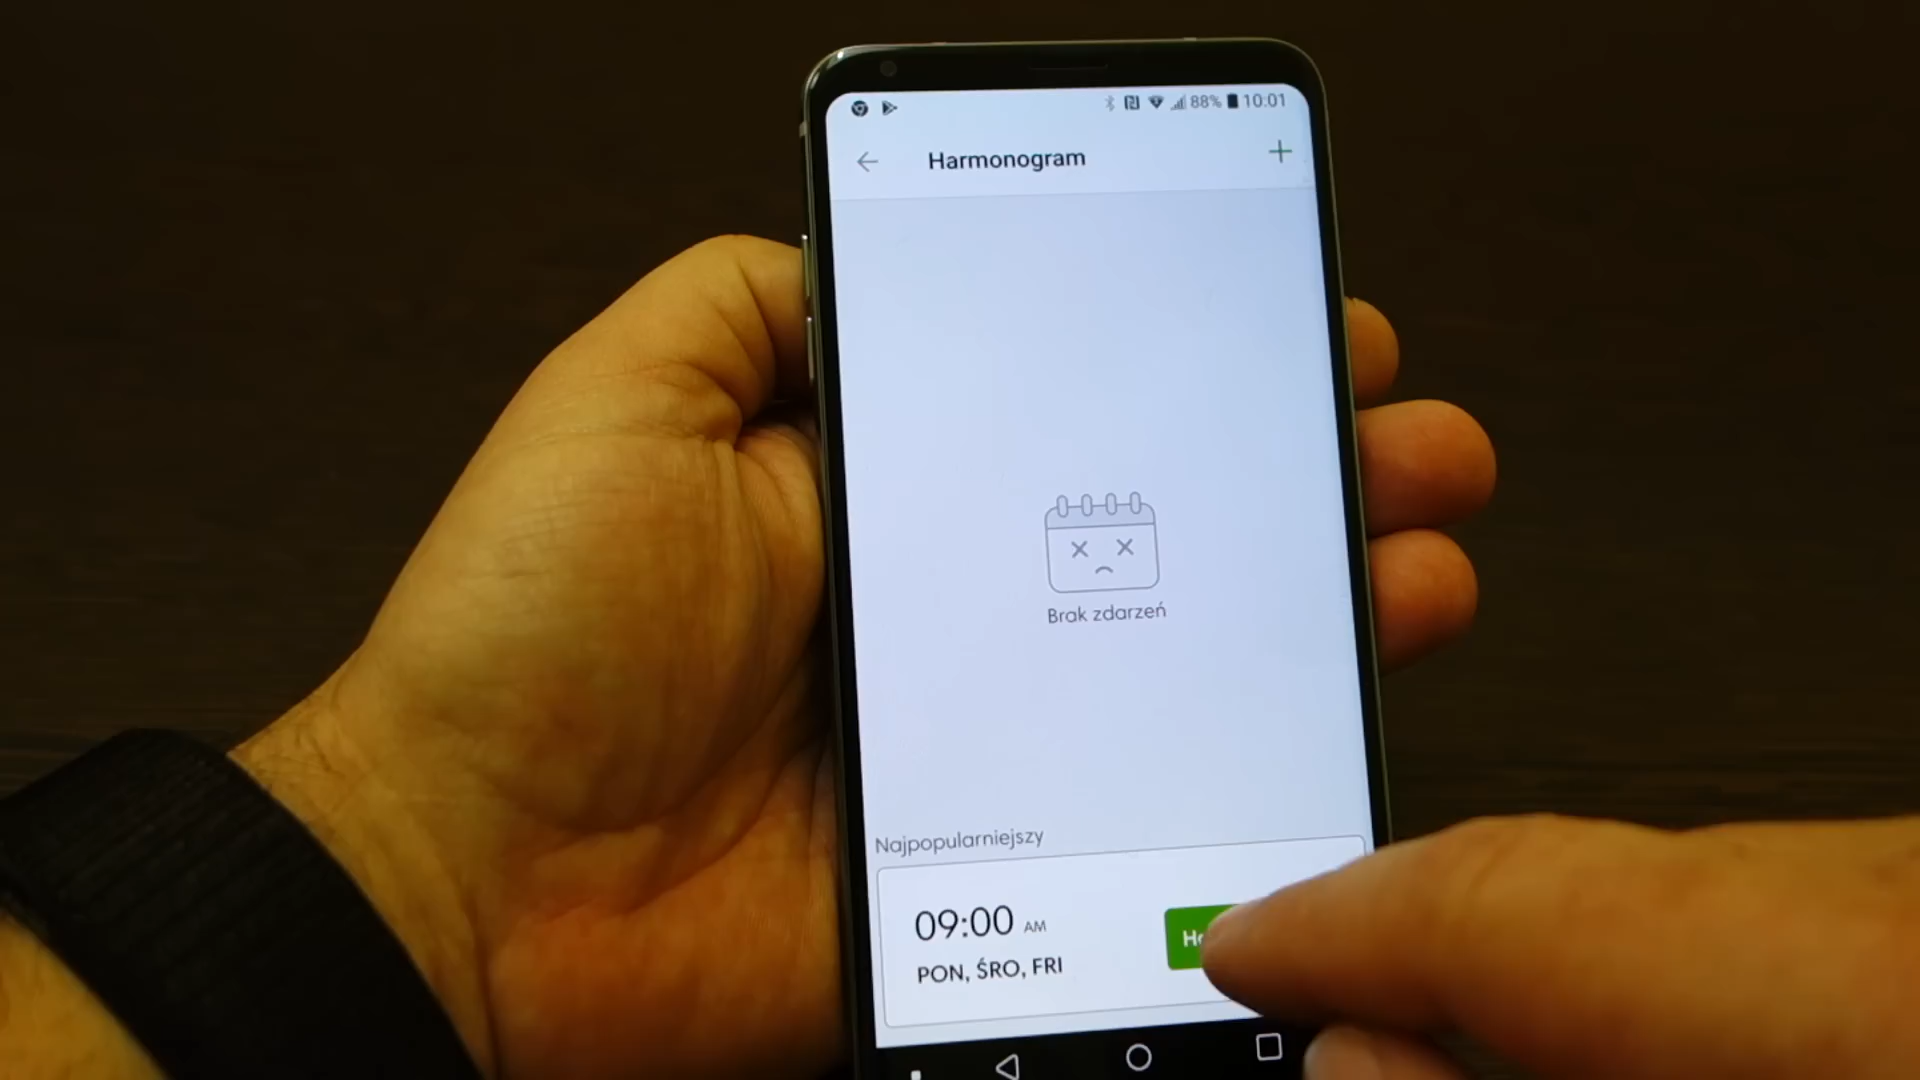 88% 10:01
Harmonogram
Brak zdarzeń
Najpopularniejszy
09:00 AM
PON, ŚRO, FRI